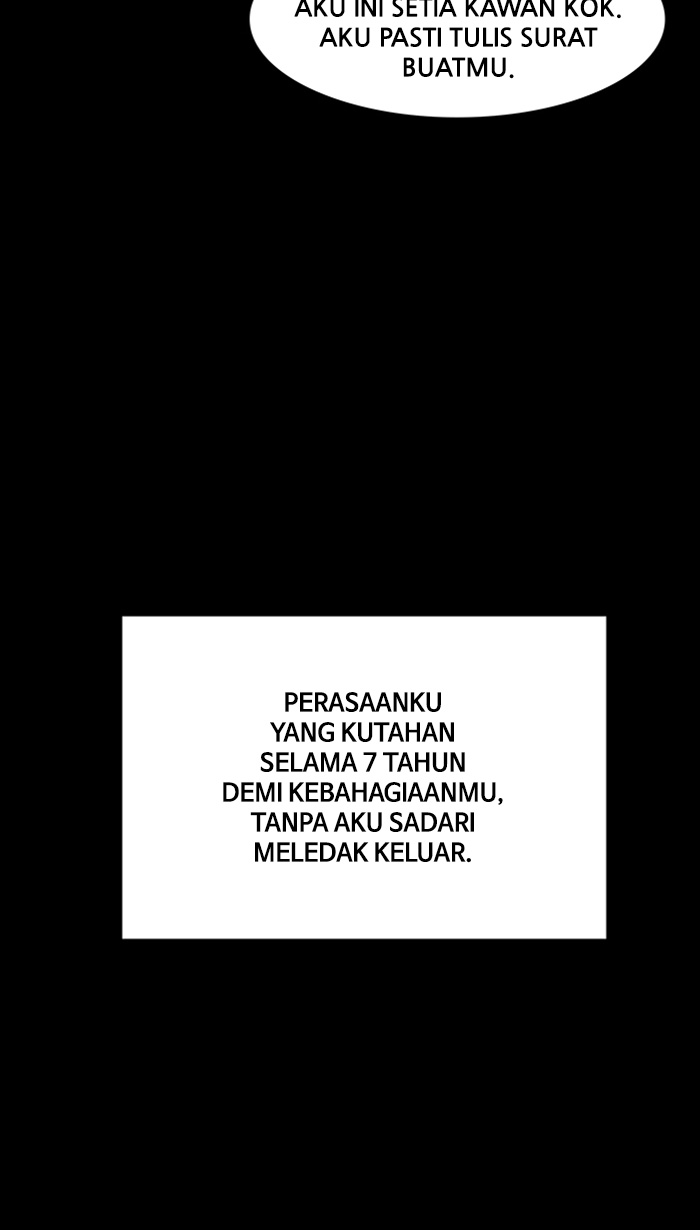 AKU INI SETIA KAWAN KOK.
AKU PASTI TULIS SURAT
BUATMU.
PERASAANKU
YANG KUTAHAN
SELAMA 7 TAHUN
DEMI KEBAHAGIAANMU,
TANPA AKU SADARI
MELEDAK KELUAR.